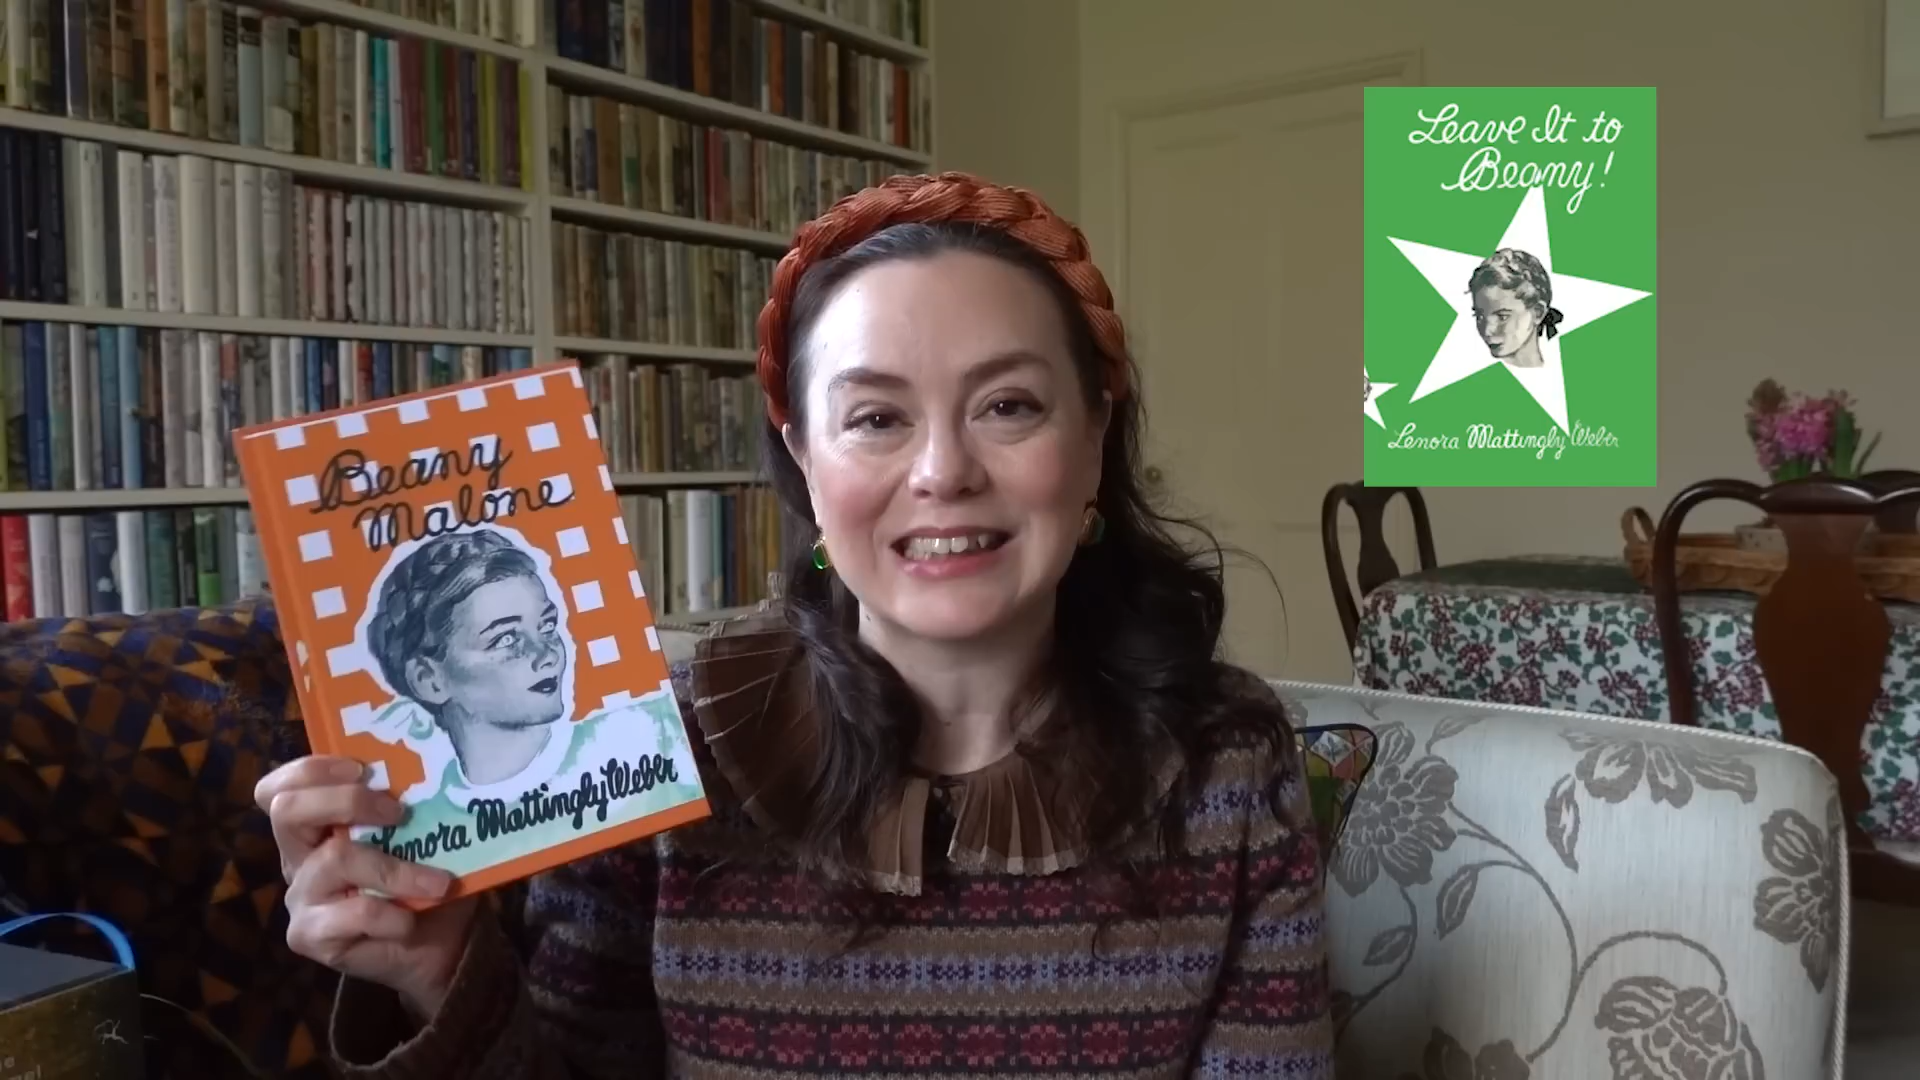 Beany
Malone
Lenora Mattingly Weber
Leave It to
Beany!
Lenora Mattingly Weber